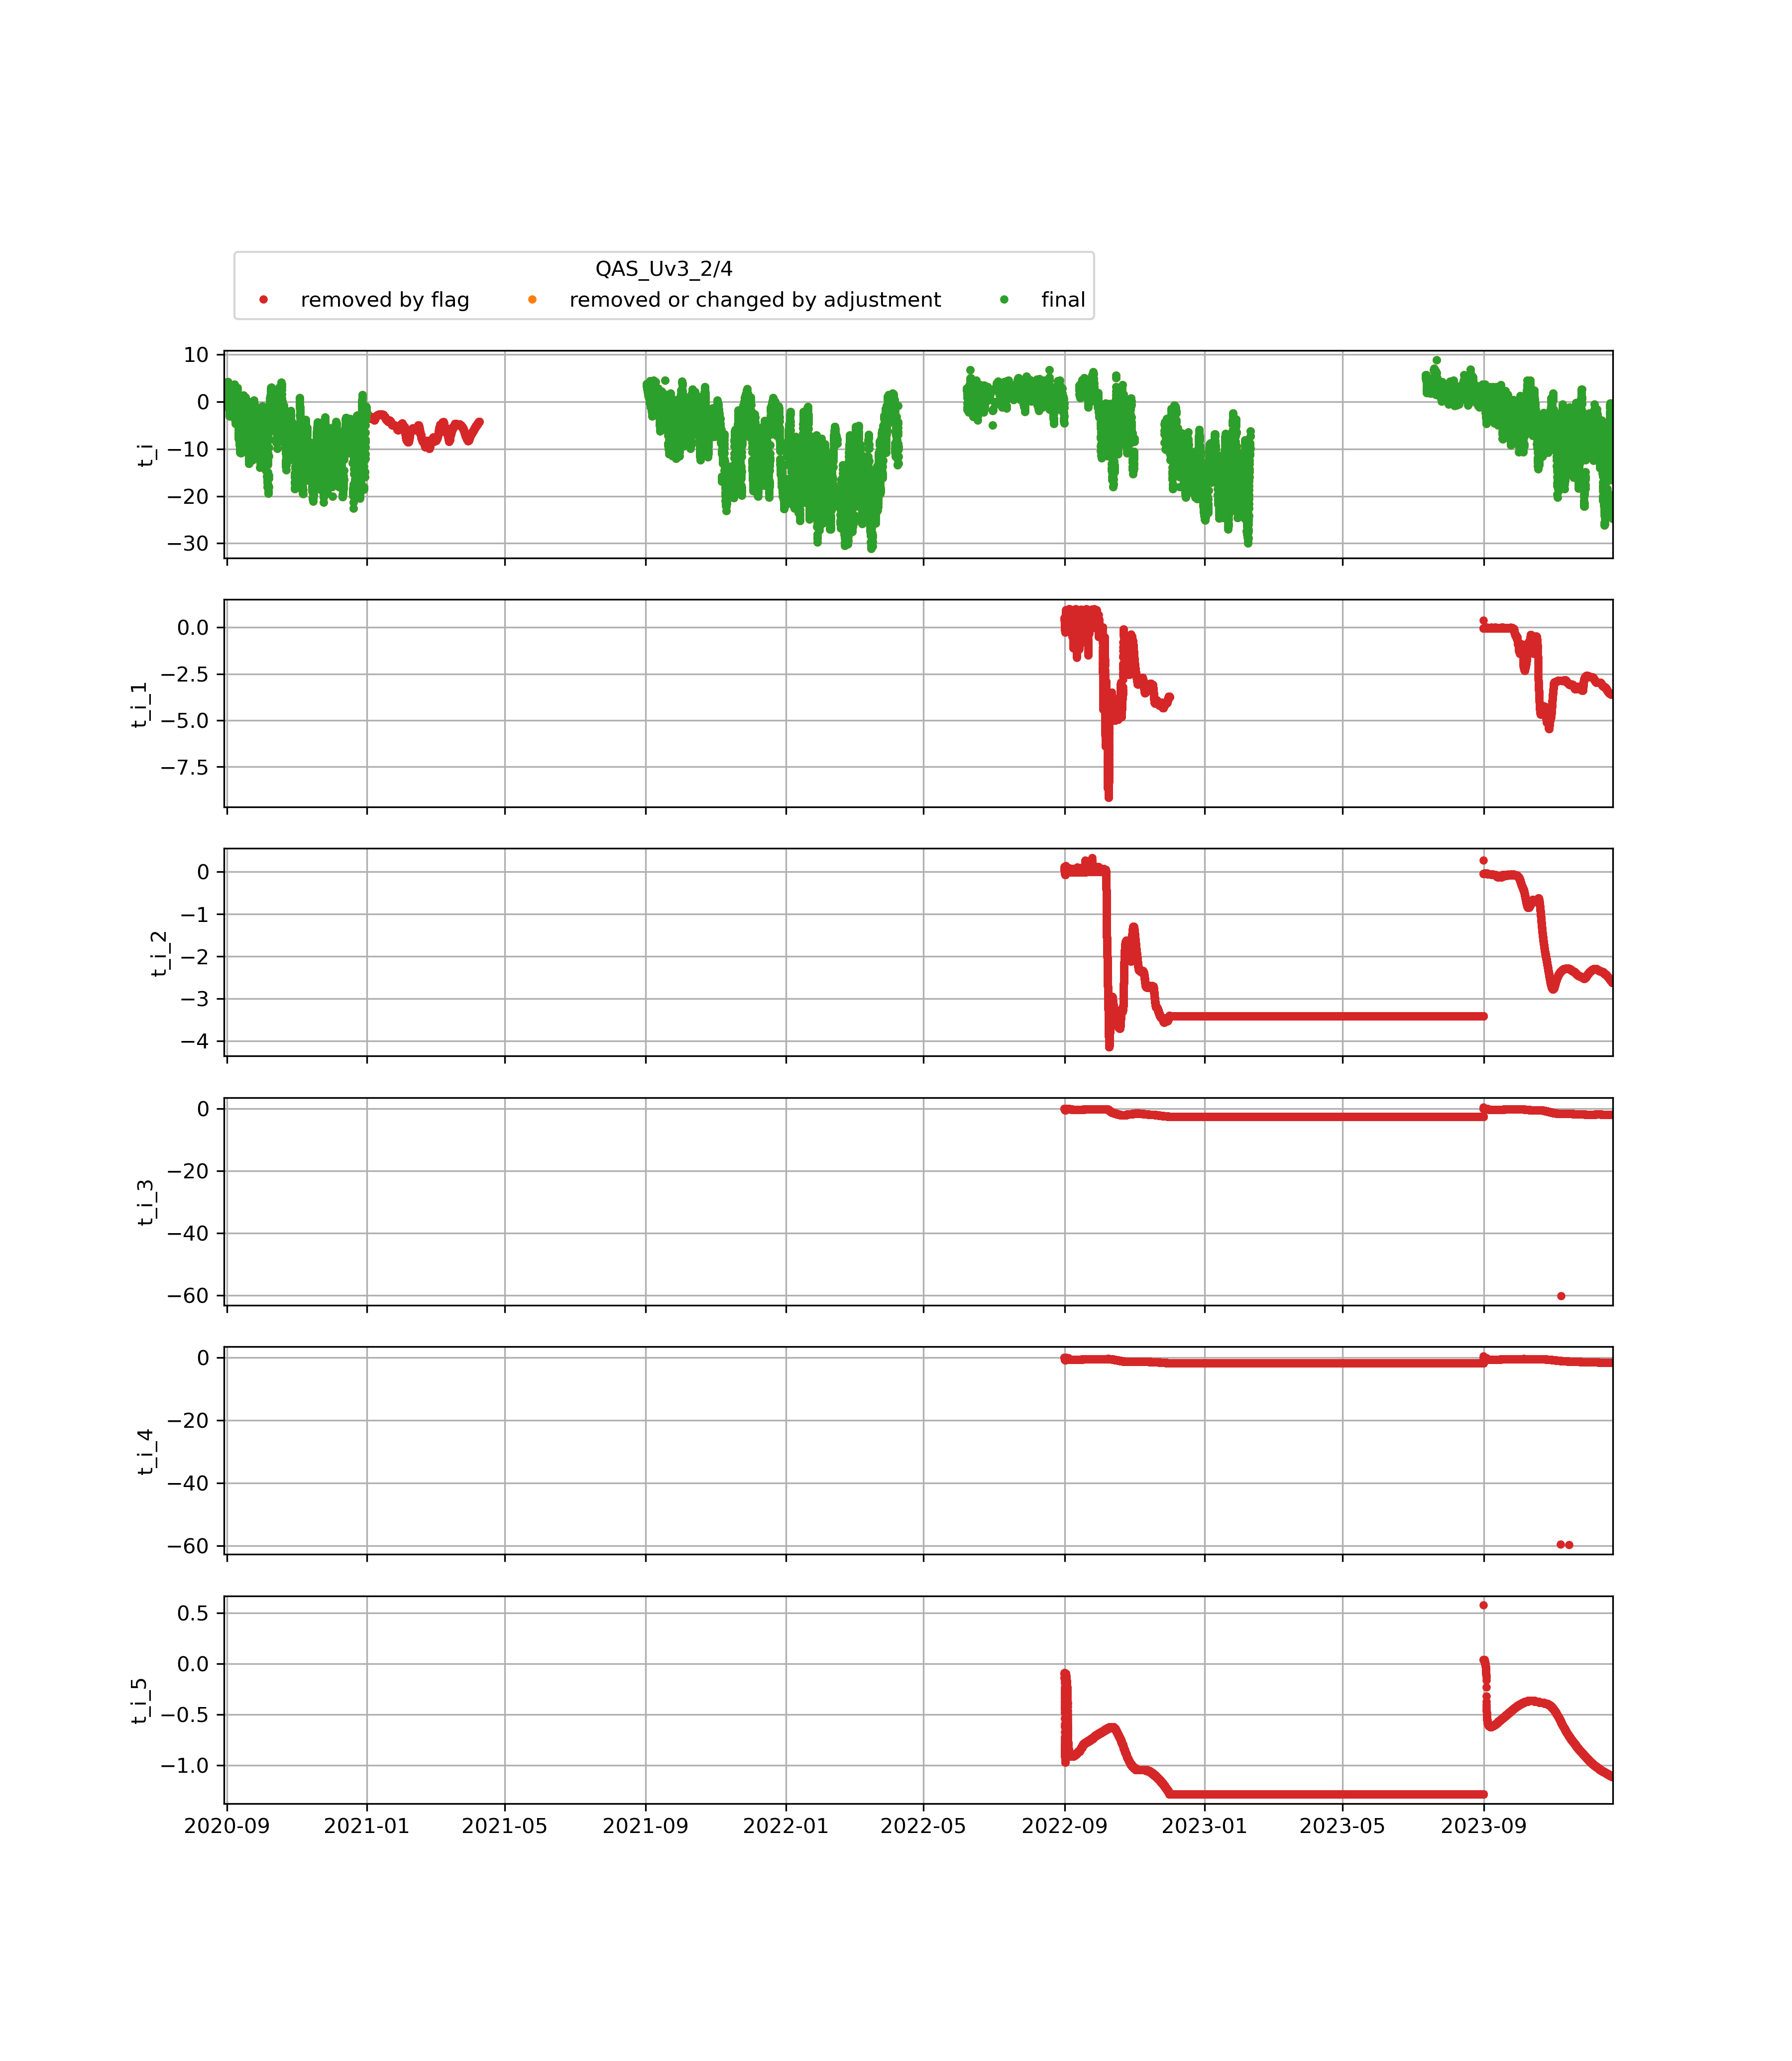 QAS_Uv3_2/4
removed by flag removed or changed by adjustment final
10
0
−10
−20
−30
t_i
0.0
−2.5
−5.0
−7.5
t_i_1
0
−1
−2
−3
−4
t_i_2
0
−20
−40
−60
t_i_3
0
−20
−40
−60
t_i_4
0.5
0.0
−0.5
−1.0
t_i_5
2020-09 2021-01 2021-05 2021-09 2022-01 2022-05 2022-09 2023-01 2023-05 2023-09